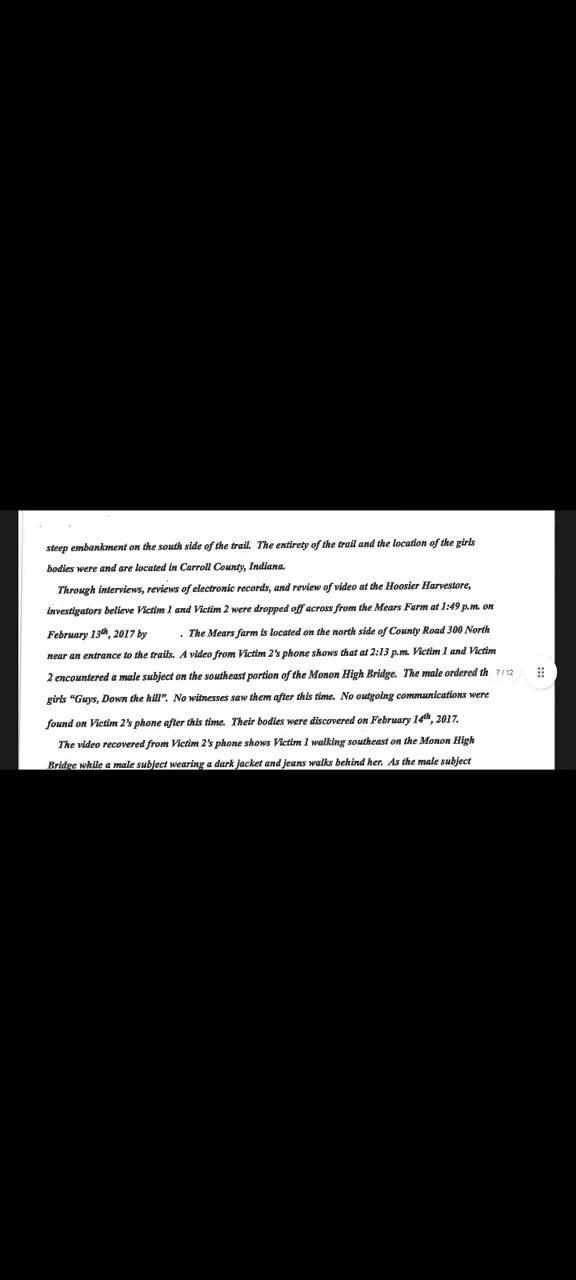 steep embankment on the south side of the trail. The entirety of the trail and the location of the girls
bodies were and are located in Carroll County, Indiana.
Through interviews, reviews of electronic records, and review of video at the Hoosier Harvestore,
investigators believe Victim 1 and Victim 2 were dropped off across from the Mears Farm at 1:49 p.m. on
February 13th, 2017 by . The Mears farm is located on the north side of County Road 300 North
near an entrance to the trails. A video from Victim 2's phone shows that at 2:13 p.m. Victim 1 and Victim
2 encountered a male subject on the southeast portion of the Monon High Bridge. The male ordered th
7/12
girls "Guys, Down the hill". No witnesses saw them after this time. No outgoing communications were
found on Victim 2's phone after this time. Their bodies were discovered on February 14th, 2017.
The video recovered from Victim 2's phone shows Victim 1 walking southeast on the Monon High
Bridge while a male subject wearing a dark jacket and jeans walks behind her. As the male subject